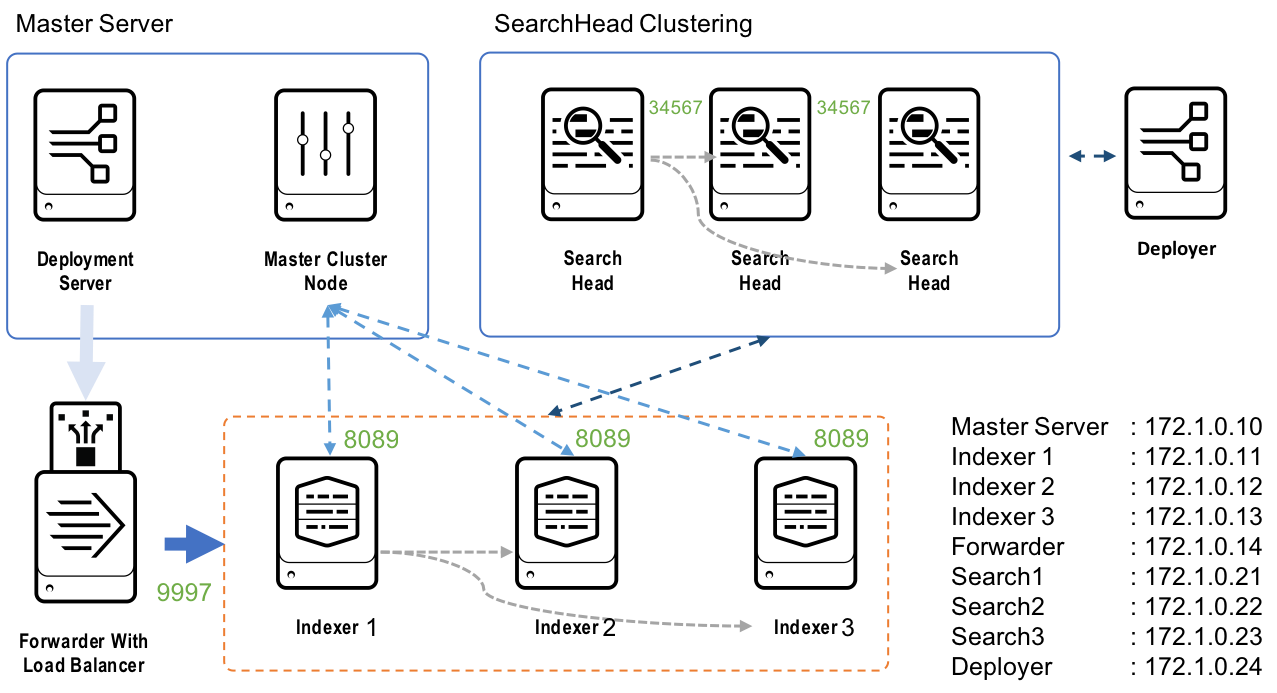 Master Server
SearchHead Clustering
34567
34567
Deployment
Server
Master Cluster
Node
Search
Head
Search
Head
Search
Head
Deployer
8089
8089
8089
9997
Forwarder With
Load Balancer
Indexer 1
Indexer 2
Indexer 3
Master Server : 172.1.0.10
Indexer 1 : 172.1.0.11
Indexer 2 : 172.1.0.12
Indexer 3 : 172.1.0.13
Forwarder : 172.1.0.14
Search1 : 172.1.0.21
Search2 : 172.1.0.22
Search3 : 172.1.0.23
Deployer : 172.1.0.24